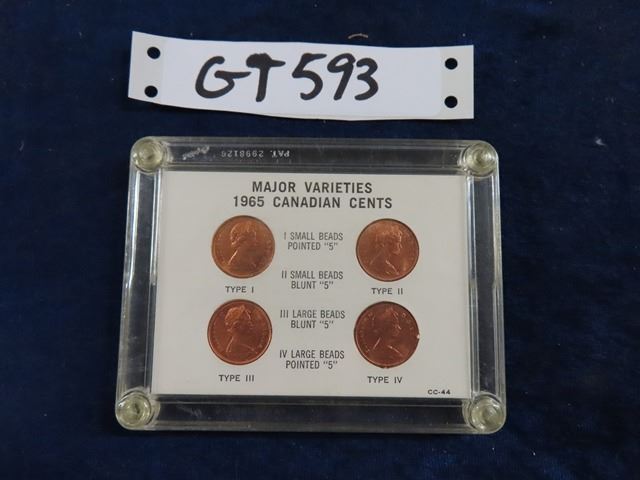 GT593
PAT. 2998126
MAJOR VARIETIES
1965 CANADIAN CENTS
I SMALL BEADS
POINTED "5"
TYPE I
TYPE II
II SMALL BEADS
BLUNT "5"
III LARGE BEADS
BLUNT "5"
IV LARGE BEADS
POINTED "5"
TYPE III
TYPE IV
CC-44